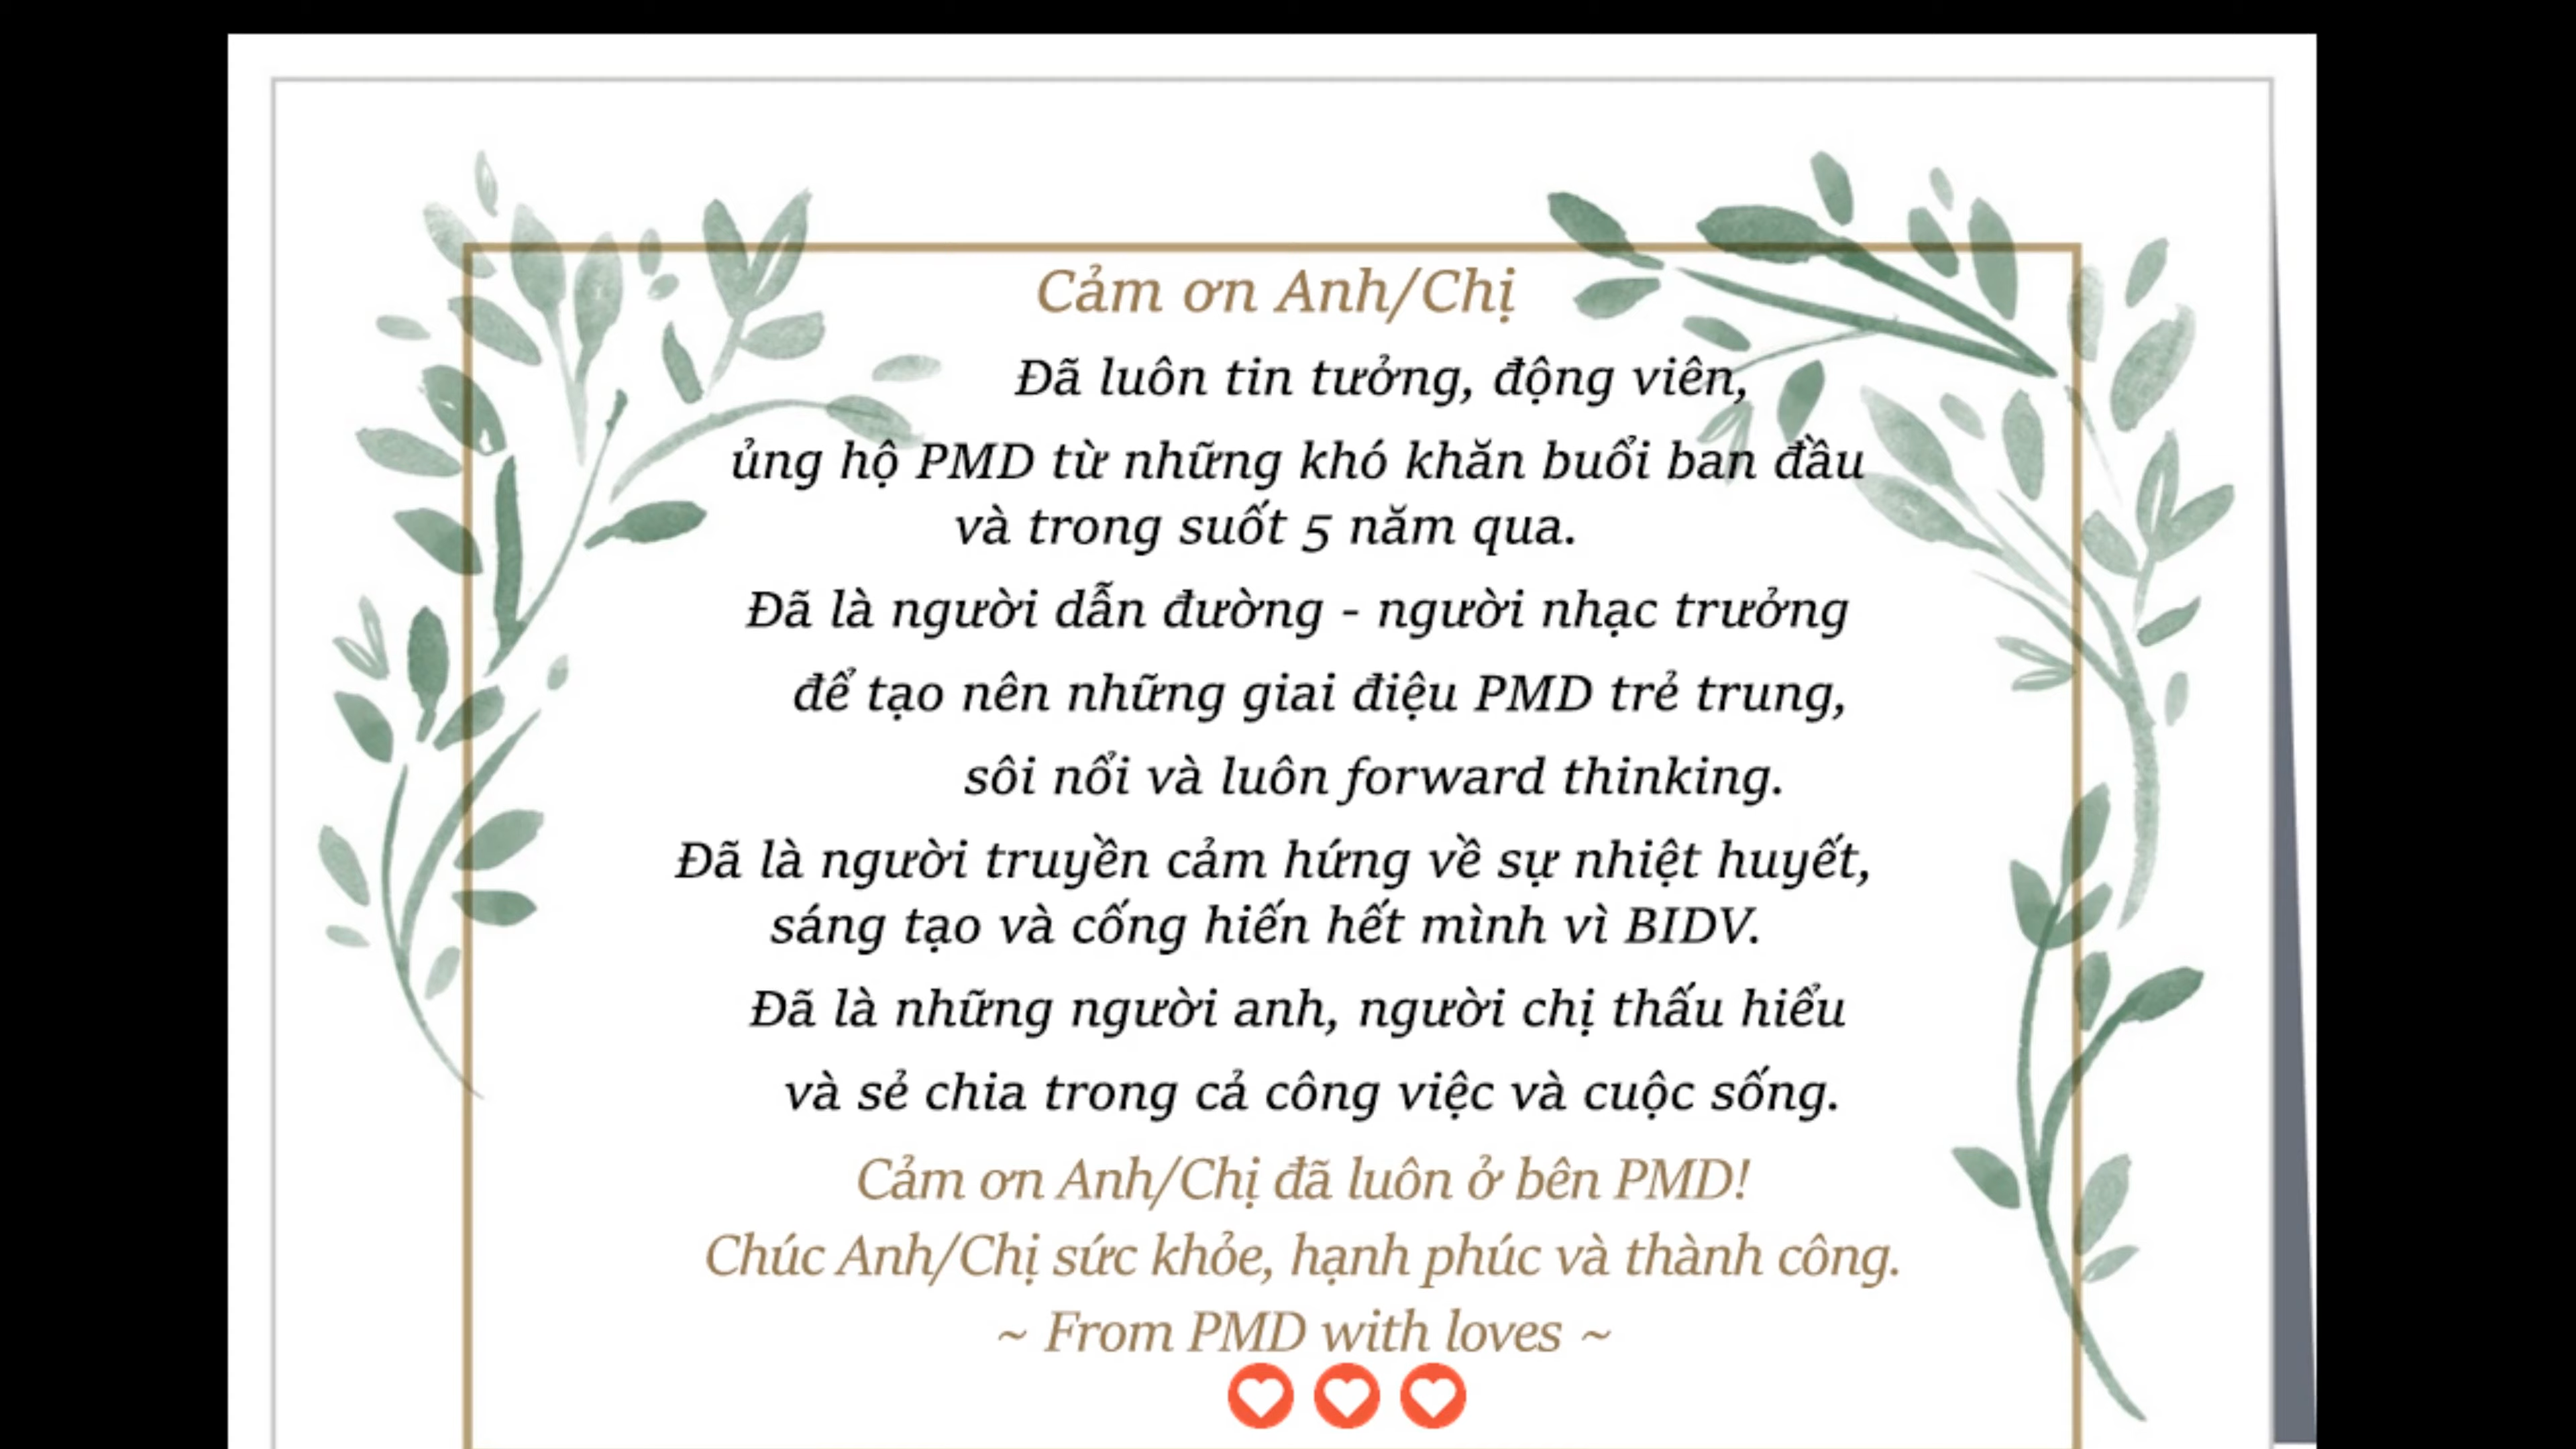 Cảm ơn Anh/Chị
Đã luôn tin tưởng, động viên,
ủng hộ PMD từ những khó khăn buổi ban đầu
và trong suốt 5 năm qua.
Đã là người dẫn đường - người nhạc trưởng
để tạo nên những giai điệu PMD trẻ trung,
sôi nổi và luôn forward thinking.
Đã là người truyền cảm hứng về sự nhiệt huyết,
sáng tạo và cống hiến hết mình vì BIDV.
Đã là những người anh, người chị thấu hiểu
và sẻ chia trong cả công việc và cuộc sống.
Cảm ơn Anh/Chị đã luôn ở bên PMD!
Chúc Anh/Chị sức khỏe, hạnh phúc và thành công.
~ From PMD with loves ~